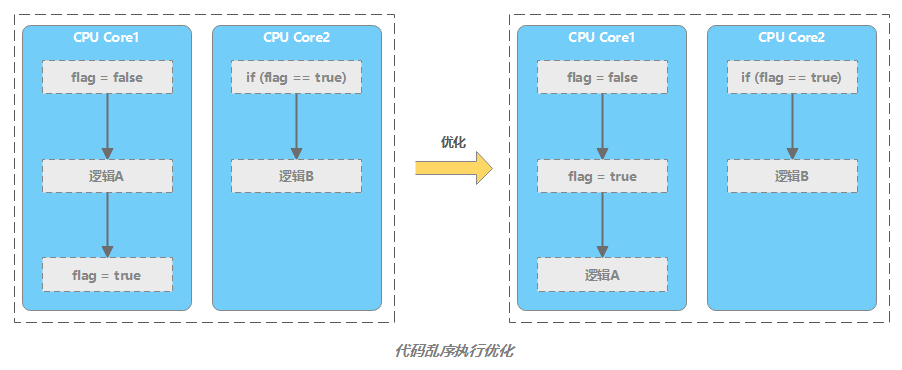 CPU Core1
flag = false
逻辑A
flag = true
CPU Core2
if (flag == true)
逻辑B
优化
CPU Core1
flag = false
flag = true
逻辑A
CPU Core2
if (flag == true)
逻辑B
代码乱序执行优化